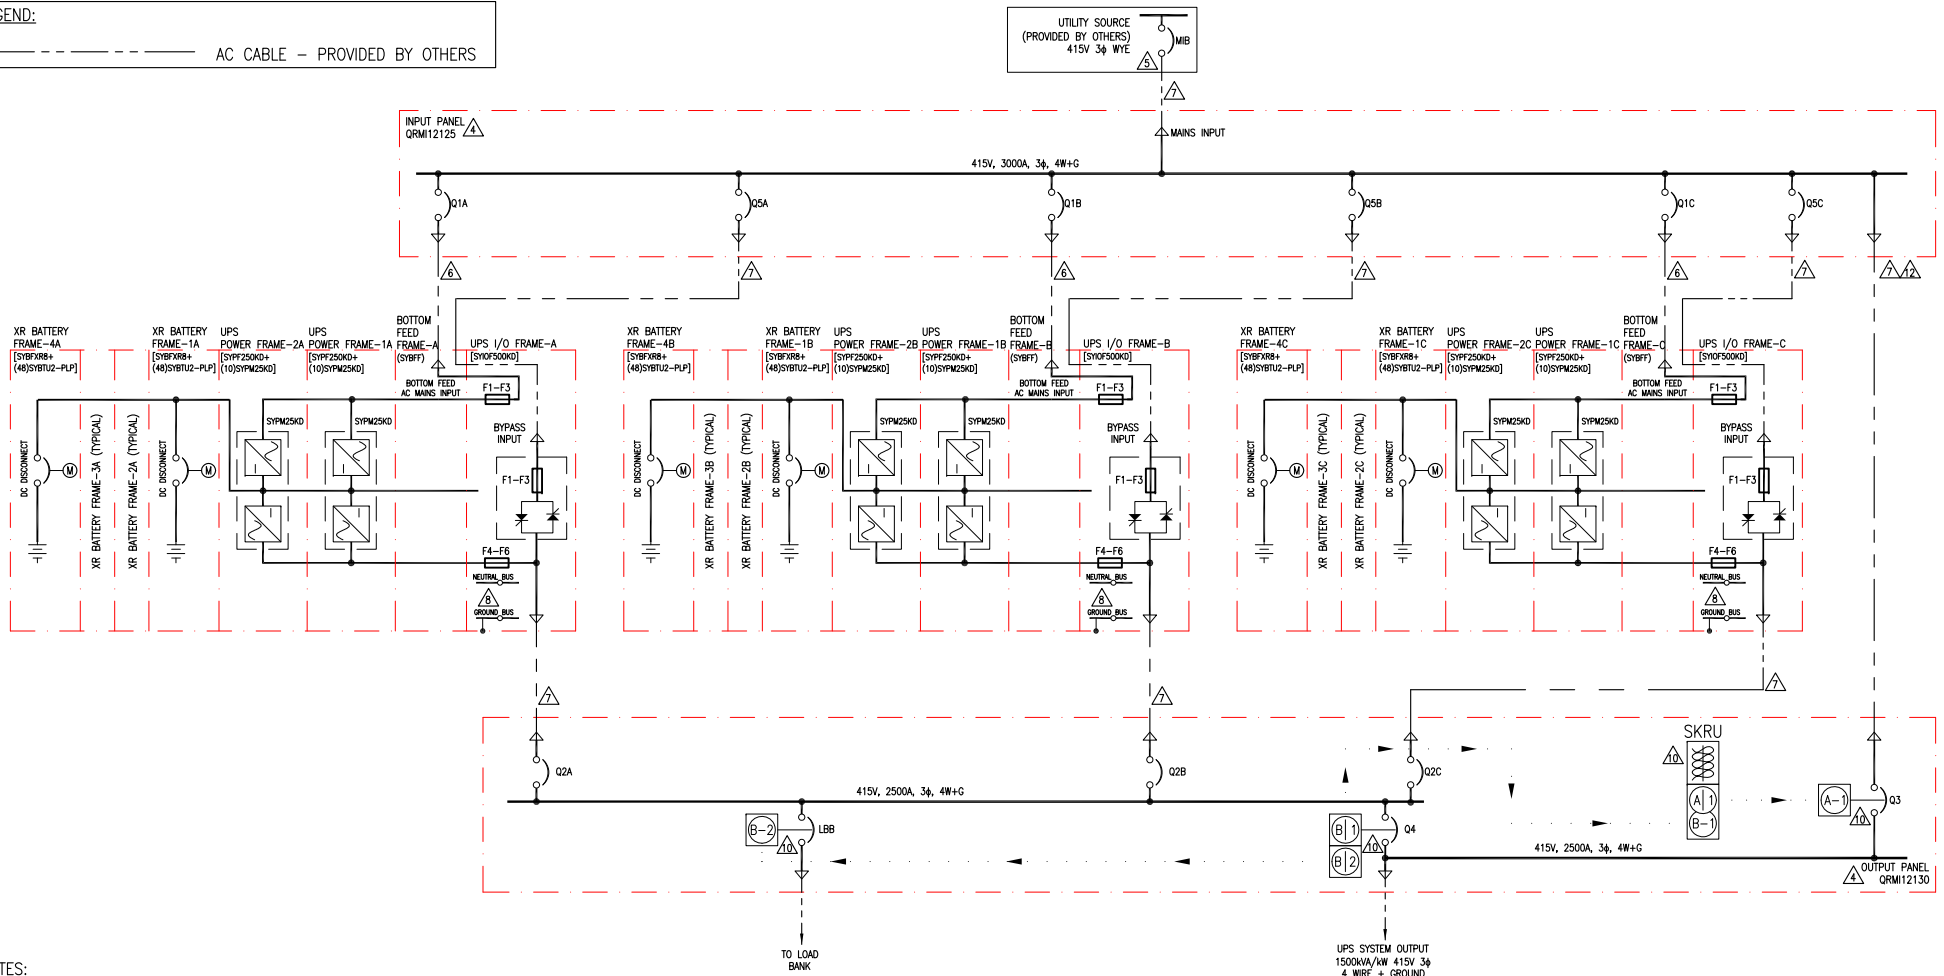 GEND:
AC CABLE – PROVIDED BY OTHERS
UTILITY SOURCE
(PROVIDED BY OTHERS)
415V 3ϕ WYE
MIB
5
7
INPUT PANEL
QRMI12125
4
MAINS INPUT
415V, 3000A, 3ϕ, 4W+G
Q1A
Q5A
Q1B
Q5B
Q1C
Q5C
6
7
6
7
6
7
7
12
XR BATTERY
FRAME-4A
[SYBFXR8+
(48)SYBTU2-PLP]
XR BATTERY FRAME-3A (TYPICAL)
XR BATTERY FRAME-2A (TYPICAL)
XR BATTERY
FRAME-1A
[SYBFXR8+
(48)SYBTU2-PLP]
UPS
POWER FRAME-2A
[SYPF250KD+
(10)SYPM25KD]
UPS
POWER FRAME-1A
[SYPF250KD+
(10)SYPM25KD]
BOTTOM
FEED
FRAME-A
(SYBFF)
UPS I/O FRAME-A
[SYIOF500KD]
BOTTOM FEED
AC MAINS INPUT
F1-F3
SYPM25KD
SYPM25KD
BYPASS
INPUT
F1-F3
DC DISCONNECT
M
DC DISCONNECT
M
F4-F6
NEUTRAL BUS
8
GROUND BUS
XR BATTERY
FRAME-4B
[SYBFXR8+
(48)SYBTU2-PLP]
XR BATTERY FRAME-3B (TYPICAL)
XR BATTERY FRAME-2B (TYPICAL)
XR BATTERY
FRAME-1B
[SYBFXR8+
(48)SYBTU2-PLP]
UPS
POWER FRAME-2B
[SYPF250KD+
(10)SYPM25KD]
UPS
POWER FRAME-1B
[SYPF250KD+
(10)SYPM25KD]
BOTTOM
FEED
FRAME-B
(SYBFF)
UPS I/O FRAME-B
[SYIOF500KD]
BOTTOM FEED
AC MAINS INPUT
F1-F3
SYPM25KD
SYPM25KD
BYPASS
INPUT
F1-F3
DC DISCONNECT
M
DC DISCONNECT
M
F4-F6
NEUTRAL BUS
8
GROUND BUS
XR BATTERY
FRAME-4C
[SYBFXR8+
(48)SYBTU2-PLP]
XR BATTERY FRAME-3C (TYPICAL)
XR BATTERY FRAME-2C (TYPICAL)
XR BATTERY
FRAME-1C
[SYBFXR8+
(48)SYBTU2-PLP]
UPS
POWER FRAME-2C
[SYPF250KD+
(10)SYPM25KD]
UPS
POWER FRAME-1C
[SYPF250KD+
(10)SYPM25KD]
BOTTOM
FEED
FRAME-C
(SYBFF)
UPS I/O FRAME-C
[SYIOF500KD]
BOTTOM FEED
AC MAINS INPUT
F1-F3
SYPM25KD
SYPM25KD
BYPASS
INPUT
F1-F3
DC DISCONNECT
M
DC DISCONNECT
M
F4-F6
NEUTRAL BUS
8
GROUND BUS
7
7
7
Q2A
Q2B
Q2C
SKRU
10
A|1
B-1
A-1
Q3
10
415V, 2500A, 3ϕ, 4W+G
B-2
LBB
10
B|1
B|2
Q4
10
415V, 2500A, 3ϕ, 4W+G
4
OUTPUT PANEL
QRMI12130
TO LOAD
BANK
UPS SYSTEM OUTPUT
1500kVA/kW 415V 3ϕ
4 WIRE + GROUND
TES: